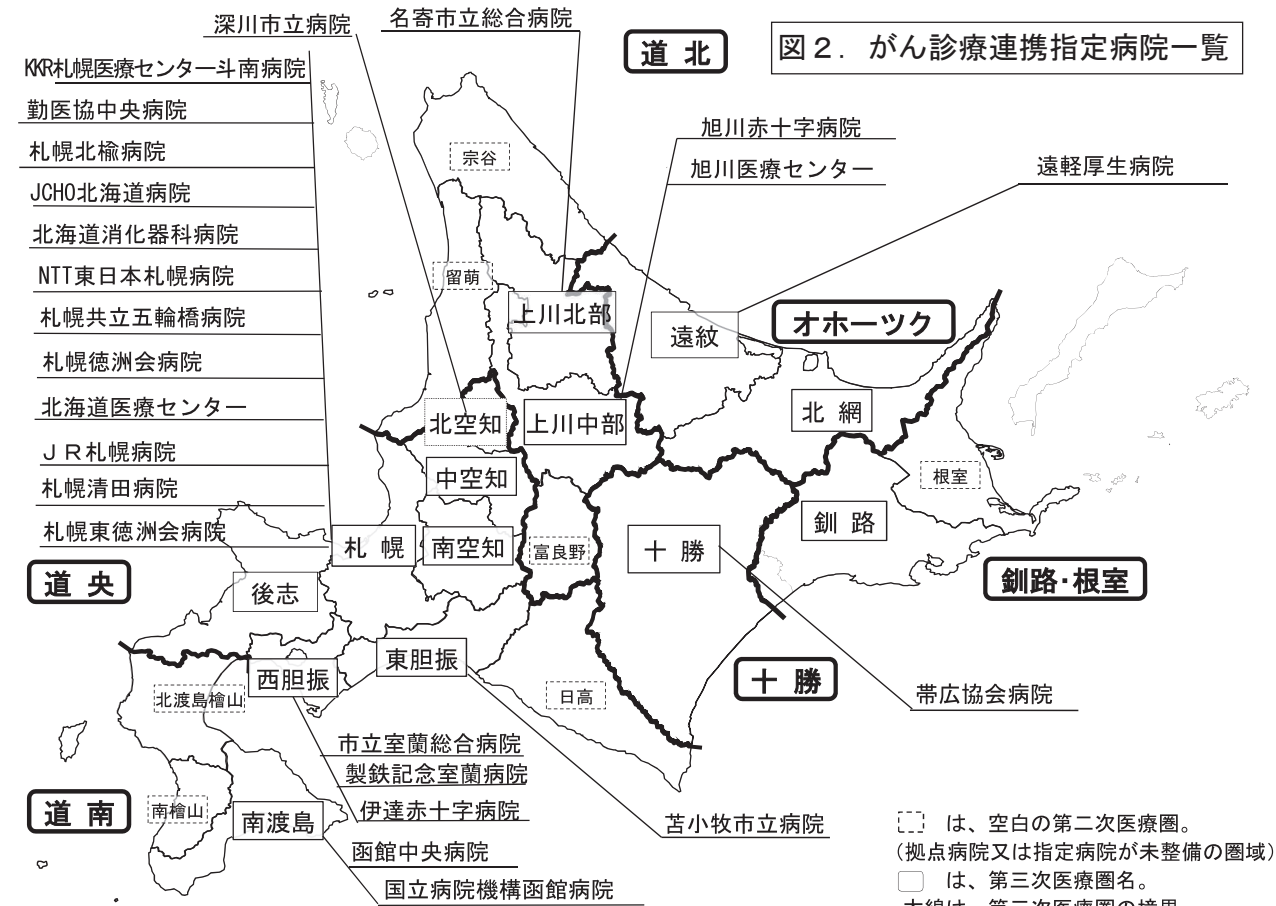 図２．がん診療連携指定病院一覧
深川市立病院
名寄市立総合病院
道 北
KKR札幌医療センター斗南病院
勤医協中央病院
札幌北楡病院
JCHO北海道病院
北海道消化器科病院
NTT東日本札幌病院
札幌共立五輪橋病院
札幌徳洲会病院
北海道医療センター
ＪＲ札幌病院
札幌清田病院
札幌東徳洲会病院
旭川赤十字病院
旭川医療センター
遠軽厚生病院
宗谷
留萌
上川北部
遠紋
オホーツク
北空知
上川中部
北 網
中空知
根室
札 幌
南空知
富良野
十 勝
釧 路
道 央
後志
釧路・根室
東胆振
西胆振
北渡島檜山
日高
十 勝
帯広協会病院
市立室蘭総合病院
製鉄記念室蘭病院
伊達赤十字病院
苫小牧市立病院
道 南
南檜山
南渡島
函館中央病院
国立病院機構函館病院
は、空白の第二次医療圏。
（拠点病院又は指定病院が未整備の圏域）
は、第三次医療圏名。
太線は、第三次医療圏の境界